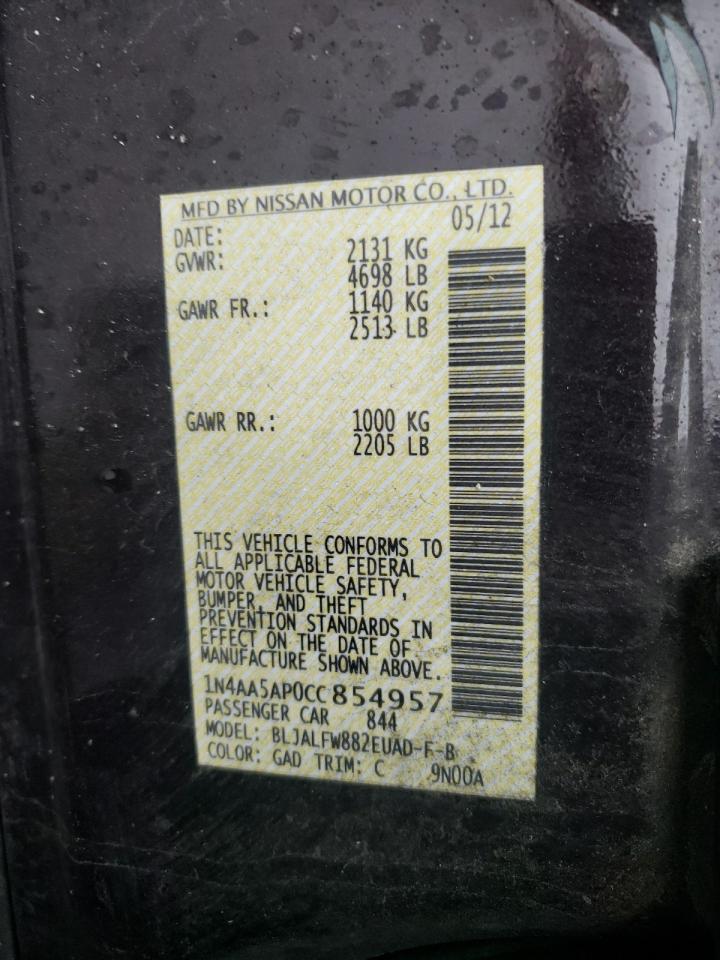 MFD BY NISSAN MOTOR CO., LTD.
DATE: 05/12
GVWR: 2131 KG
4698 LB
GAWR FR.: 1140 KG
2513 LB
GAWR RR.: 1000 KG
2205 LB
THIS VEHICLE CONFORMS TO
ALL APPLICABLE FEDERAL
MOTOR VEHICLE SAFETY,
BUMPER, AND THEFT
PREVENTION STANDARDS IN
EFFECT ON THE DATE OF
MANUFACTURE SHOWN ABOVE.
1N4AA5AP0CC854957
PASSENGER CAR 844
MODEL: BLJALFW882EUAD-F-B
COLOR: GAD TRIM: C 9N00A